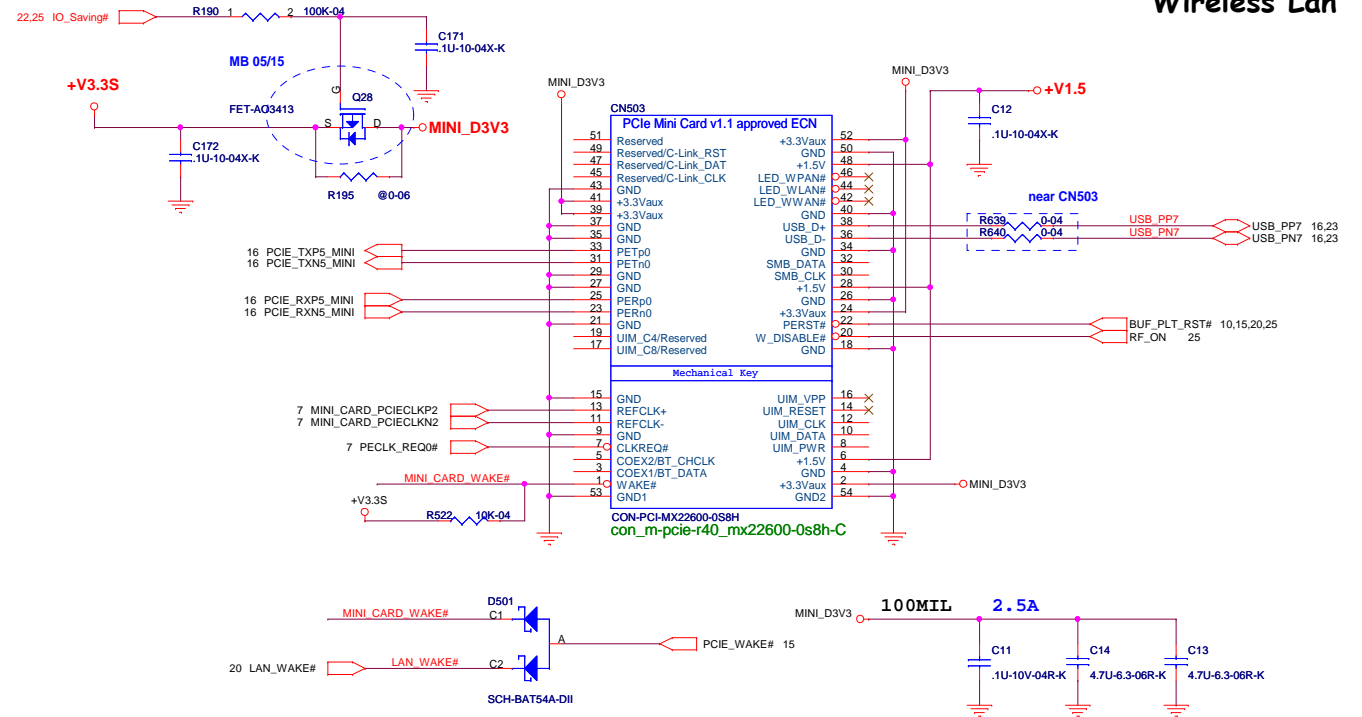 Wireless Lan
22,25 IO_Saving#
R190 1 2 100K-04
C171
.1U-10-04X-K
MB 05/15
+V3.3S
FET-AO3413
G
Q28
S D
MINI_D3V3
C172
.1U-10-04X-K
R195 @0-06
MINI_D3V3
MINI_D3V3
+V1.5
C12
.1U-10-04X-K
CN503
PCIe Mini Card v1.1 approved ECN
51 Reserved +3.3Vaux 52
49 Reserved/C-Link_RST GND 50
47 Reserved/C-Link_DAT +1.5V 48
45 Reserved/C-Link_CLK LED_WPAN# 46
43 GND LED_WLAN# 44
41 +3.3Vaux LED_WWAN# 42
39 +3.3Vaux GND 40
37 GND USB_D+ 38
35 GND USB_D- 36
33 PETp0 GND 34
31 PETn0 SMB_DATA 32
29 GND SMB_CLK 30
27 GND +1.5V 28
25 PERp0 GND 26
23 PERn0 +3.3Vaux 24
21 GND PERST# 22
19 UIM_C4/Reserved W_DISABLE# 20
17 UIM_C8/Reserved GND 18
Mechanical Key
15 GND UIM_VPP 16
13 REFCLK+ UIM_RESET 14
11 REFCLK- UIM_CLK 12
9 GND UIM_DATA 10
7 CLKREQ# UIM_PWR 8
5 COEX2/BT_CHCLK +1.5V 6
3 COEX1/BT_DATA GND 4
1 WAKE# +3.3Vaux 2
53 GND1 GND2 54
CON-PCI-MX22600-0S8H
con_m-pcie-r40_mx22600-0s8h-C
near CN503
R639 0-04
R640 0-04
USB_PP7
USB_PN7
USB_PP7 16,23
USB_PN7 16,23
16 PCIE_TXP5_MINI
16 PCIE_TXN5_MINI
16 PCIE_RXP5_MINI
16 PCIE_RXN5_MINI
BUF_PLT_RST# 10,15,20,25
RF_ON 25
7 MINI_CARD_PCIECLKP2
7 MINI_CARD_PCIECLKN2
7 PECLK_REQ0#
MINI_CARD_WAKE#
+V3.3S
R522 10K-04
MINI_D3V3
D501
MINI_CARD_WAKE# C1
A
PCIE_WAKE# 15
20 LAN_WAKE# LAN_WAKE# C2
SCH-BAT54A-DII
MINI_D3V3 100MIL 2.5A
C11
.1U-10V-04R-K
C14
4.7U-6.3-06R-K
C13
4.7U-6.3-06R-K